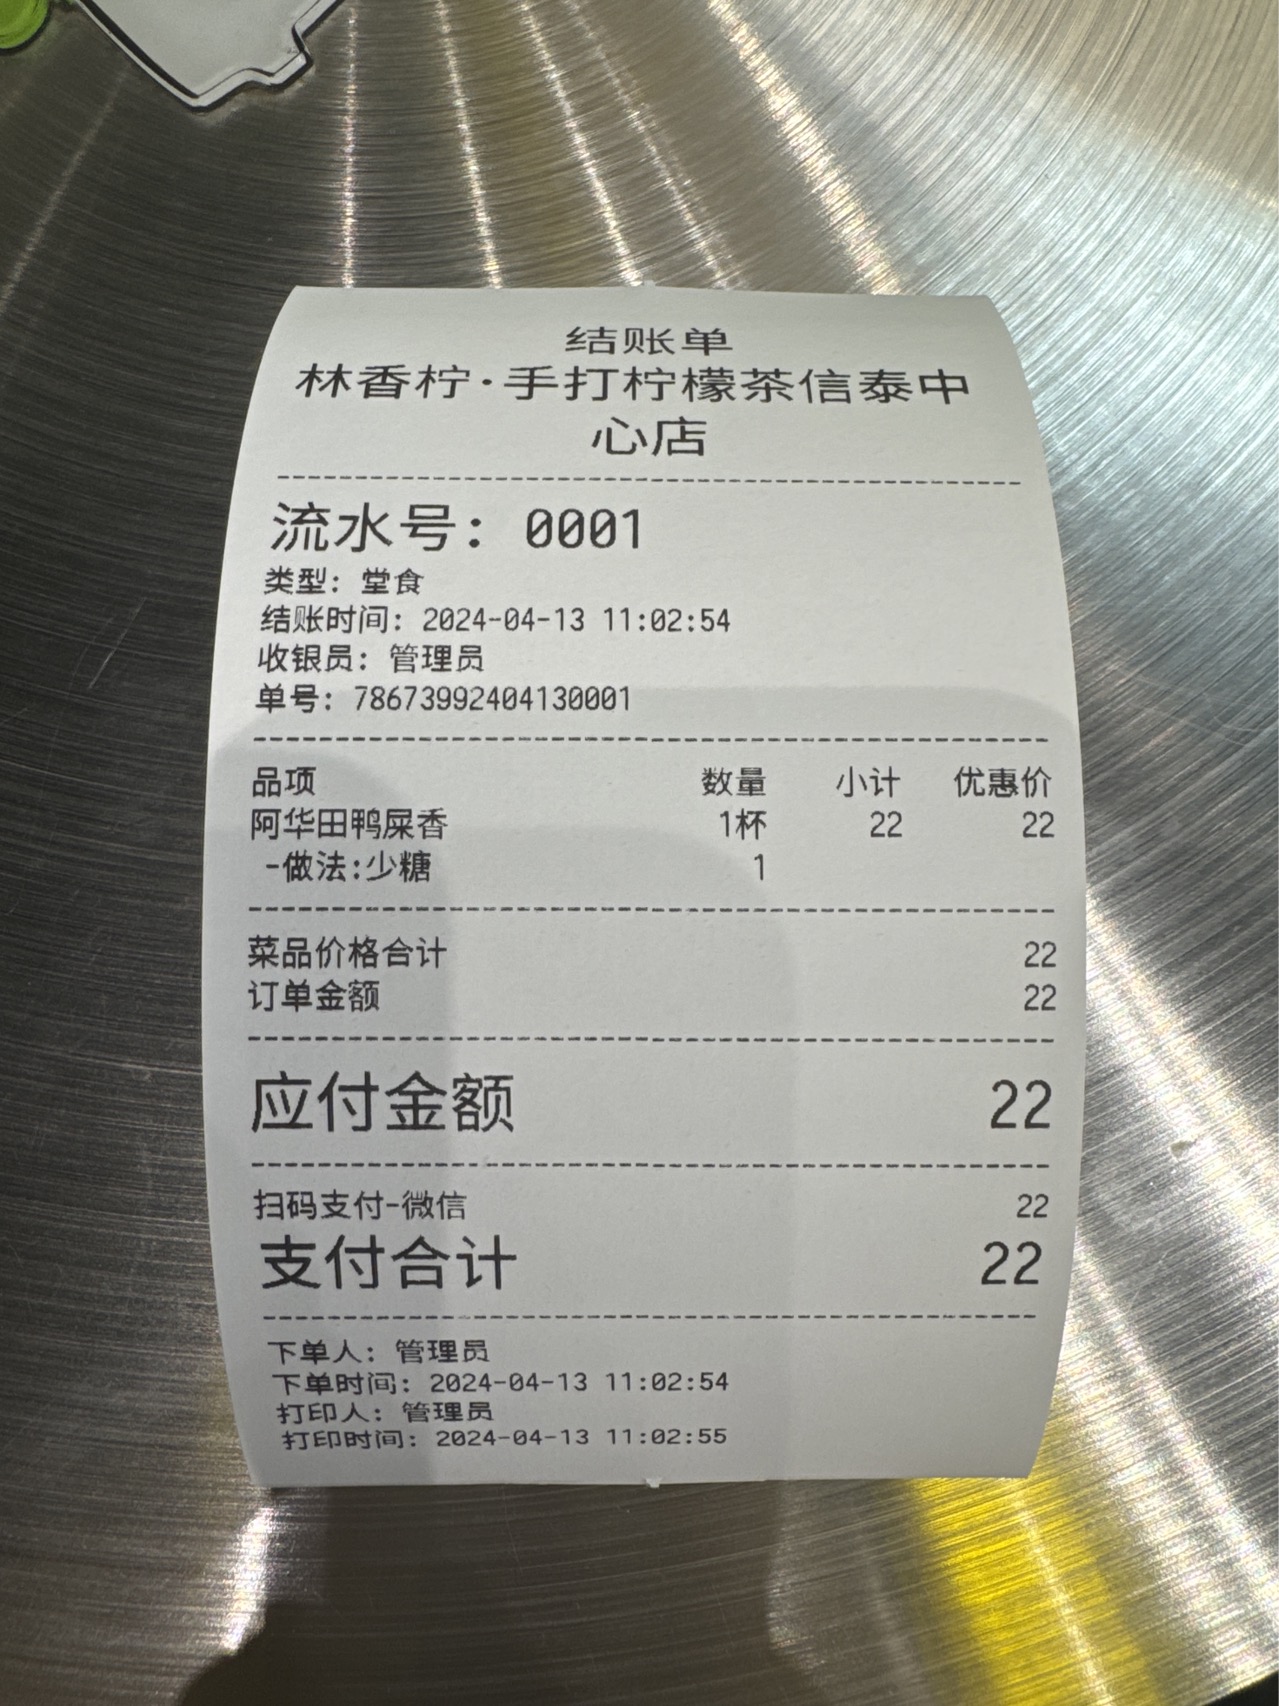 结账单
林香柠·手打柠檬茶信泰中
心店
流水号: 0001
类型: 堂食
结账时间: 2024-04-13 11:02:54
收银员: 管理员
单号: 78673992404130001
品项 数量 小计 优惠价
阿华田鸭屎香 1杯 22 22
-做法:少糖 1
菜品价格合计 22
订单金额 22
应付金额 22
扫码支付-微信 22
支付合计 22
下单人: 管理员
下单时间: 2024-04-13 11:02:54
打印人: 管理员
打印时间: 2024-04-13 11:02:55